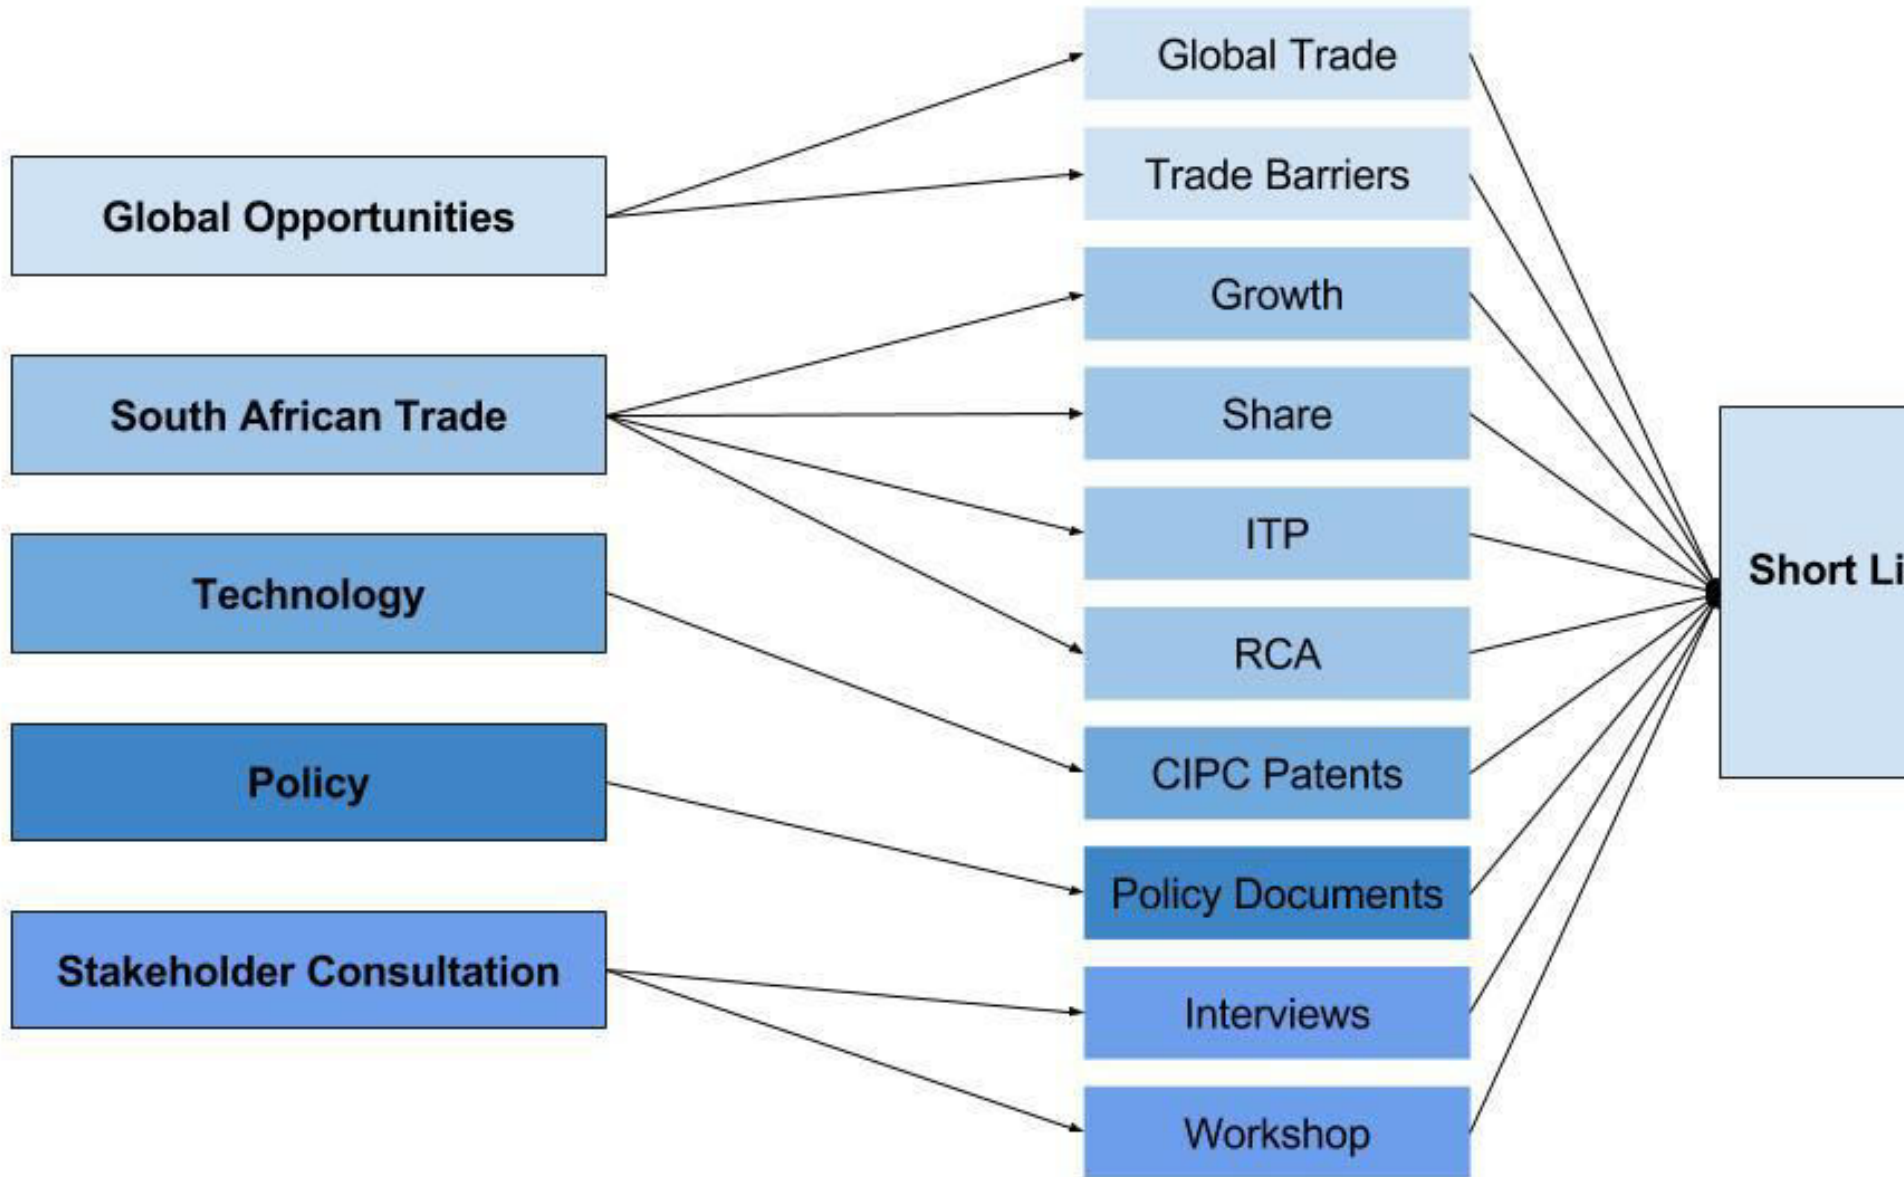 Global Opportunities
South African Trade
Technology
Policy
Stakeholder Consultation
Global Trade
Trade Barriers
Growth
Share
ITP
RCA
CIPC Patents
Policy Documents
Interviews
Workshop
Short